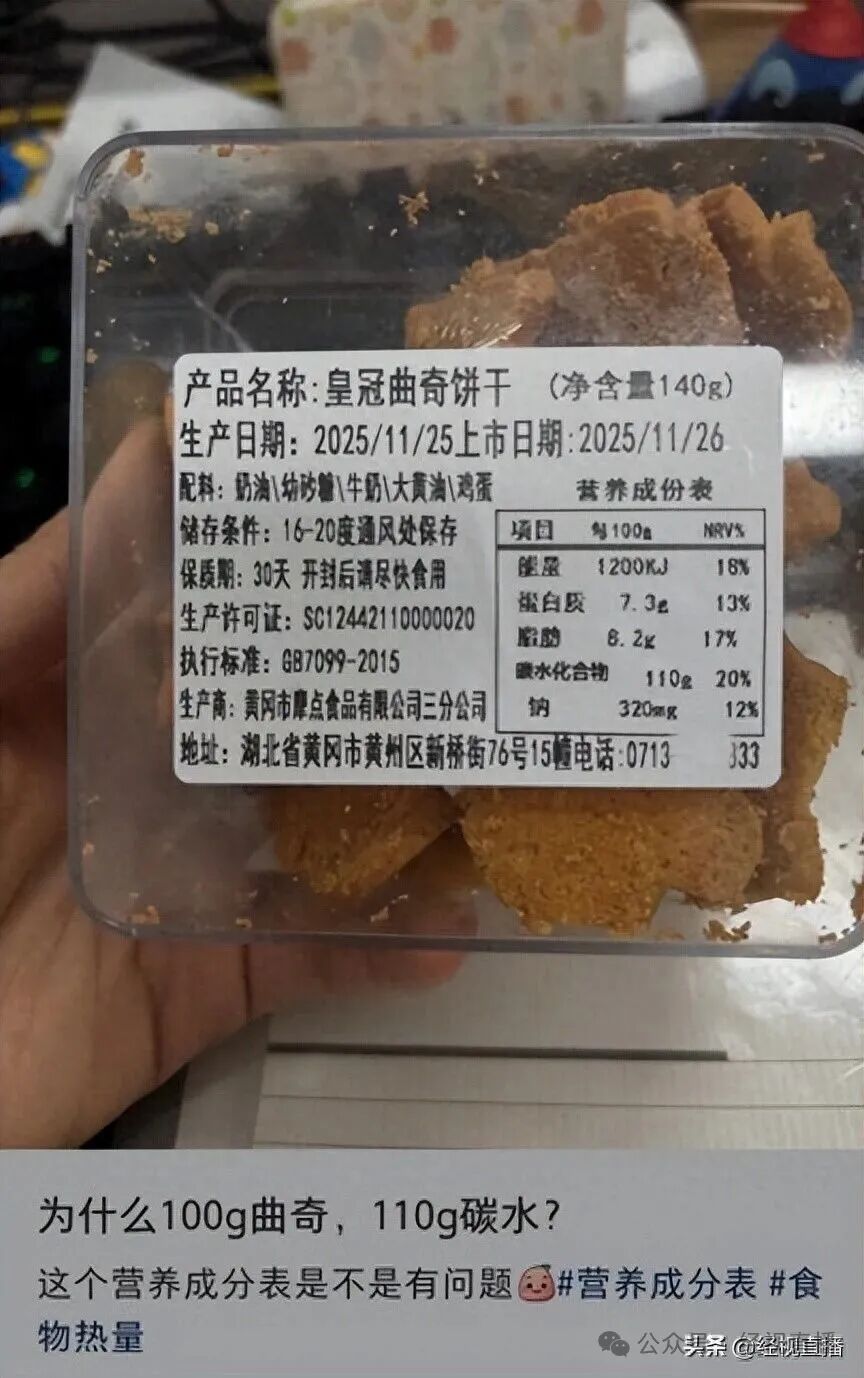 产品名称:皇冠曲奇饼干 (净含量140g)
生产日期: 2025/11/25上市日期:2025/11/26
配料: 奶油\幼砂糖\牛奶\大黄油\鸡蛋
营养成份表
储存条件: 16-20度通风处保存
项目 每100g NRV%
保质期: 30天 开封后请尽快食用
能量 1200KJ 18%
生产许可证: SC12442110000020
蛋白质 7.3g 13%
脂肪 8.2g 17%
执行标准: GB7099-2015
碳水化合物 110g 20%
生产商: 黄冈市摩点食品有限公司三分公司
钠 320mg 12%
地址: 湖北省黄冈市黄州区新桥街76号15幢电话:0713 333
为什么100g曲奇, 110g碳水?
这个营养成分表是不是有问题#营养成分表 #食
物热量
公众
头条 @经视直播